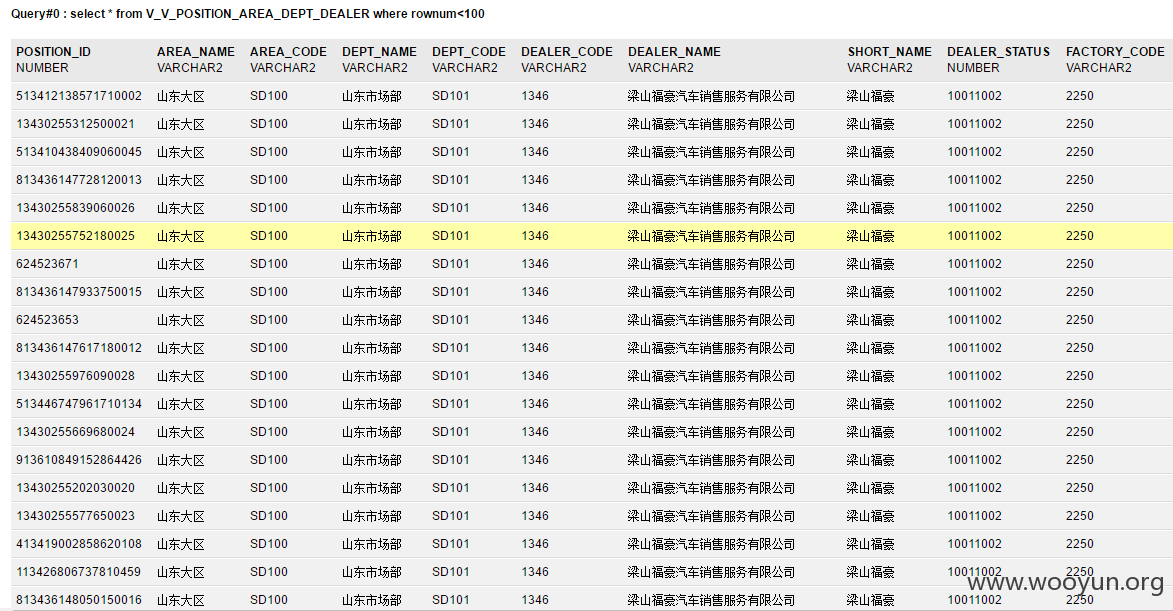 Query#0 : select * from V_V_POSITION_AREA_DEPT_DEALER where rownum<100
POSITION_ID AREA_NAME AREA_CODE DEPT_NAME DEPT_CODE DEALER_CODE DEALER_NAME SHORT_NAME DEALER_STATUS FACTORY_CODE
NUMBER VARCHAR2 VARCHAR2 VARCHAR2 VARCHAR2 VARCHAR2 VARCHAR2 VARCHAR2 NUMBER VARCHAR2
513412138571710002 山东大区 SD100 山东市场部 SD101 1346 梁山福豪汽车销售服务有限公司 梁山福豪 10011002 2250
13430255312500021 山东大区 SD100 山东市场部 SD101 1346 梁山福豪汽车销售服务有限公司 梁山福豪 10011002 2250
513410438409060045 山东大区 SD100 山东市场部 SD101 1346 梁山福豪汽车销售服务有限公司 梁山福豪 10011002 2250
813436147728120013 山东大区 SD100 山东市场部 SD101 1346 梁山福豪汽车销售服务有限公司 梁山福豪 10011002 2250
13430255839060026 山东大区 SD100 山东市场部 SD101 1346 梁山福豪汽车销售服务有限公司 梁山福豪 10011002 2250
13430255752180025 山东大区 SD100 山东市场部 SD101 1346 梁山福豪汽车销售服务有限公司 梁山福豪 10011002 2250
624523671 山东大区 SD100 山东市场部 SD101 1346 梁山福豪汽车销售服务有限公司 梁山福豪 10011002 2250
813436147933750015 山东大区 SD100 山东市场部 SD101 1346 梁山福豪汽车销售服务有限公司 梁山福豪 10011002 2250
624523653 山东大区 SD100 山东市场部 SD101 1346 梁山福豪汽车销售服务有限公司 梁山福豪 10011002 2250
813436147617180012 山东大区 SD100 山东市场部 SD101 1346 梁山福豪汽车销售服务有限公司 梁山福豪 10011002 2250
13430255976090028 山东大区 SD100 山东市场部 SD101 1346 梁山福豪汽车销售服务有限公司 梁山福豪 10011002 2250
513446747961710134 山东大区 SD100 山东市场部 SD101 1346 梁山福豪汽车销售服务有限公司 梁山福豪 10011002 2250
13430255669680024 山东大区 SD100 山东市场部 SD101 1346 梁山福豪汽车销售服务有限公司 梁山福豪 10011002 2250
913610849152864426 山东大区 SD100 山东市场部 SD101 1346 梁山福豪汽车销售服务有限公司 梁山福豪 10011002 2250
13430255202030020 山东大区 SD100 山东市场部 SD101 1346 梁山福豪汽车销售服务有限公司 梁山福豪 10011002 2250
13430255577650023 山东大区 SD100 山东市场部 SD101 1346 梁山福豪汽车销售服务有限公司 梁山福豪 10011002 2250
413419002858620108 山东大区 SD100 山东市场部 SD101 1346 梁山福豪汽车销售服务有限公司 梁山福豪 10011002 2250
113426806737810459 山东大区 SD100 山东市场部 SD101 1346 梁山福豪汽车销售服务有限公司 梁山福豪 10011002 2250
813436148050150016 山东大区 SD100 山东市场部 SD101 1346 梁山福豪汽车销售服务有限公司 梁山福豪 10011002 2250
www.wooyun.org